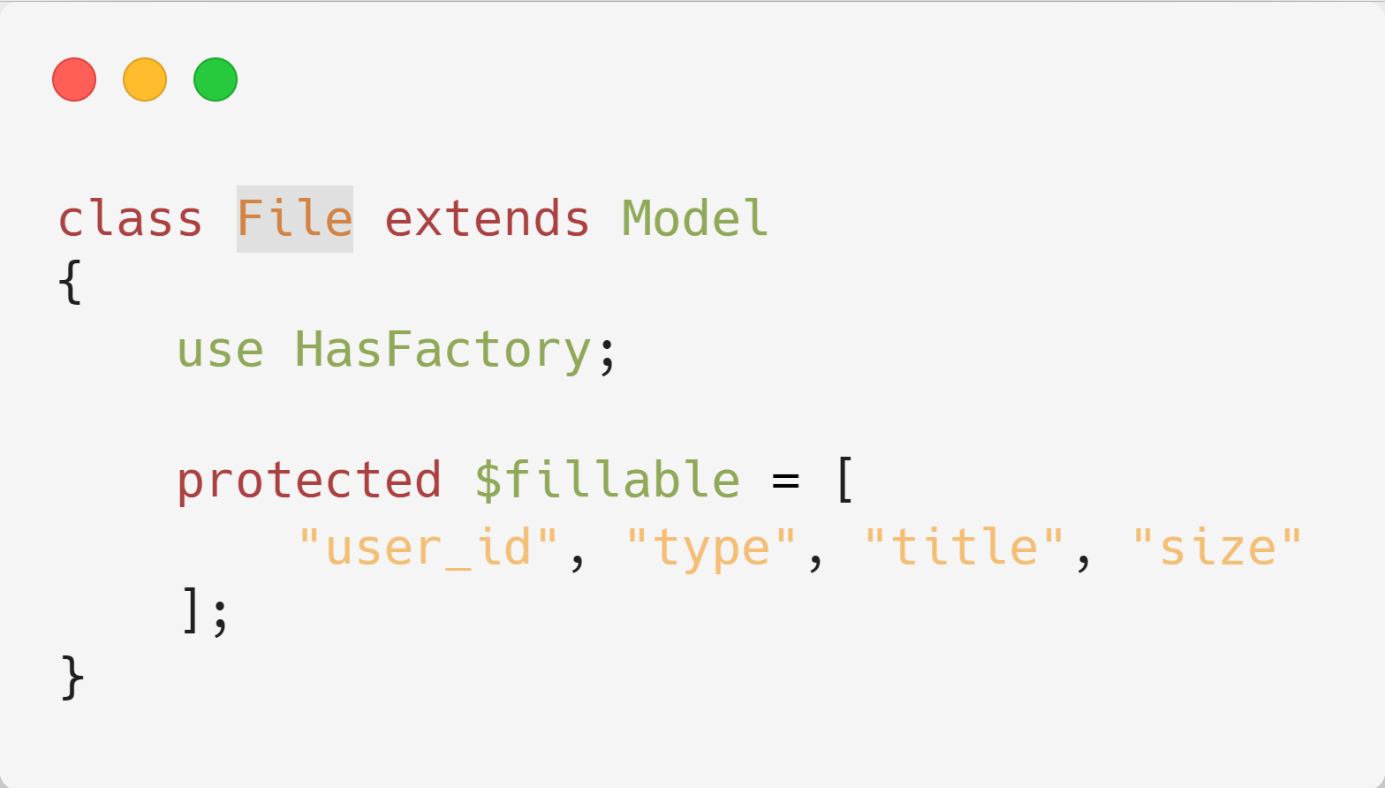 class File extends Model
{
    use HasFactory;

    protected $fillable = [
        "user_id", "type", "title", "size"
    ];
}